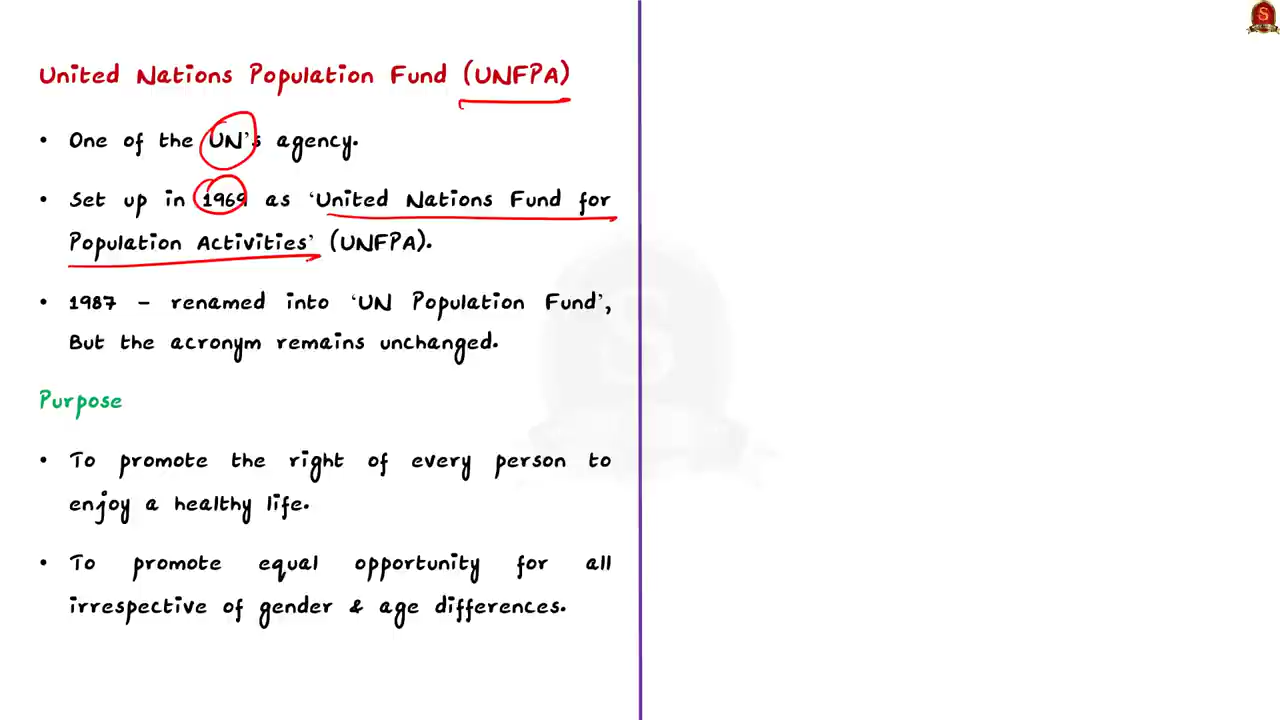 United Nations Population Fund (UNFPA)
• One of the UN's agency.
• Set up in 1969 as 'United Nations Fund for
Population Activities' (UNFPA).
• 1987 – renamed into 'UN Population Fund',
But the acronym remains unchanged.
Purpose
• To promote the right of every person to
enjoy a healthy life.
• To promote equal opportunity for all
irrespective of gender & age differences.
S
S